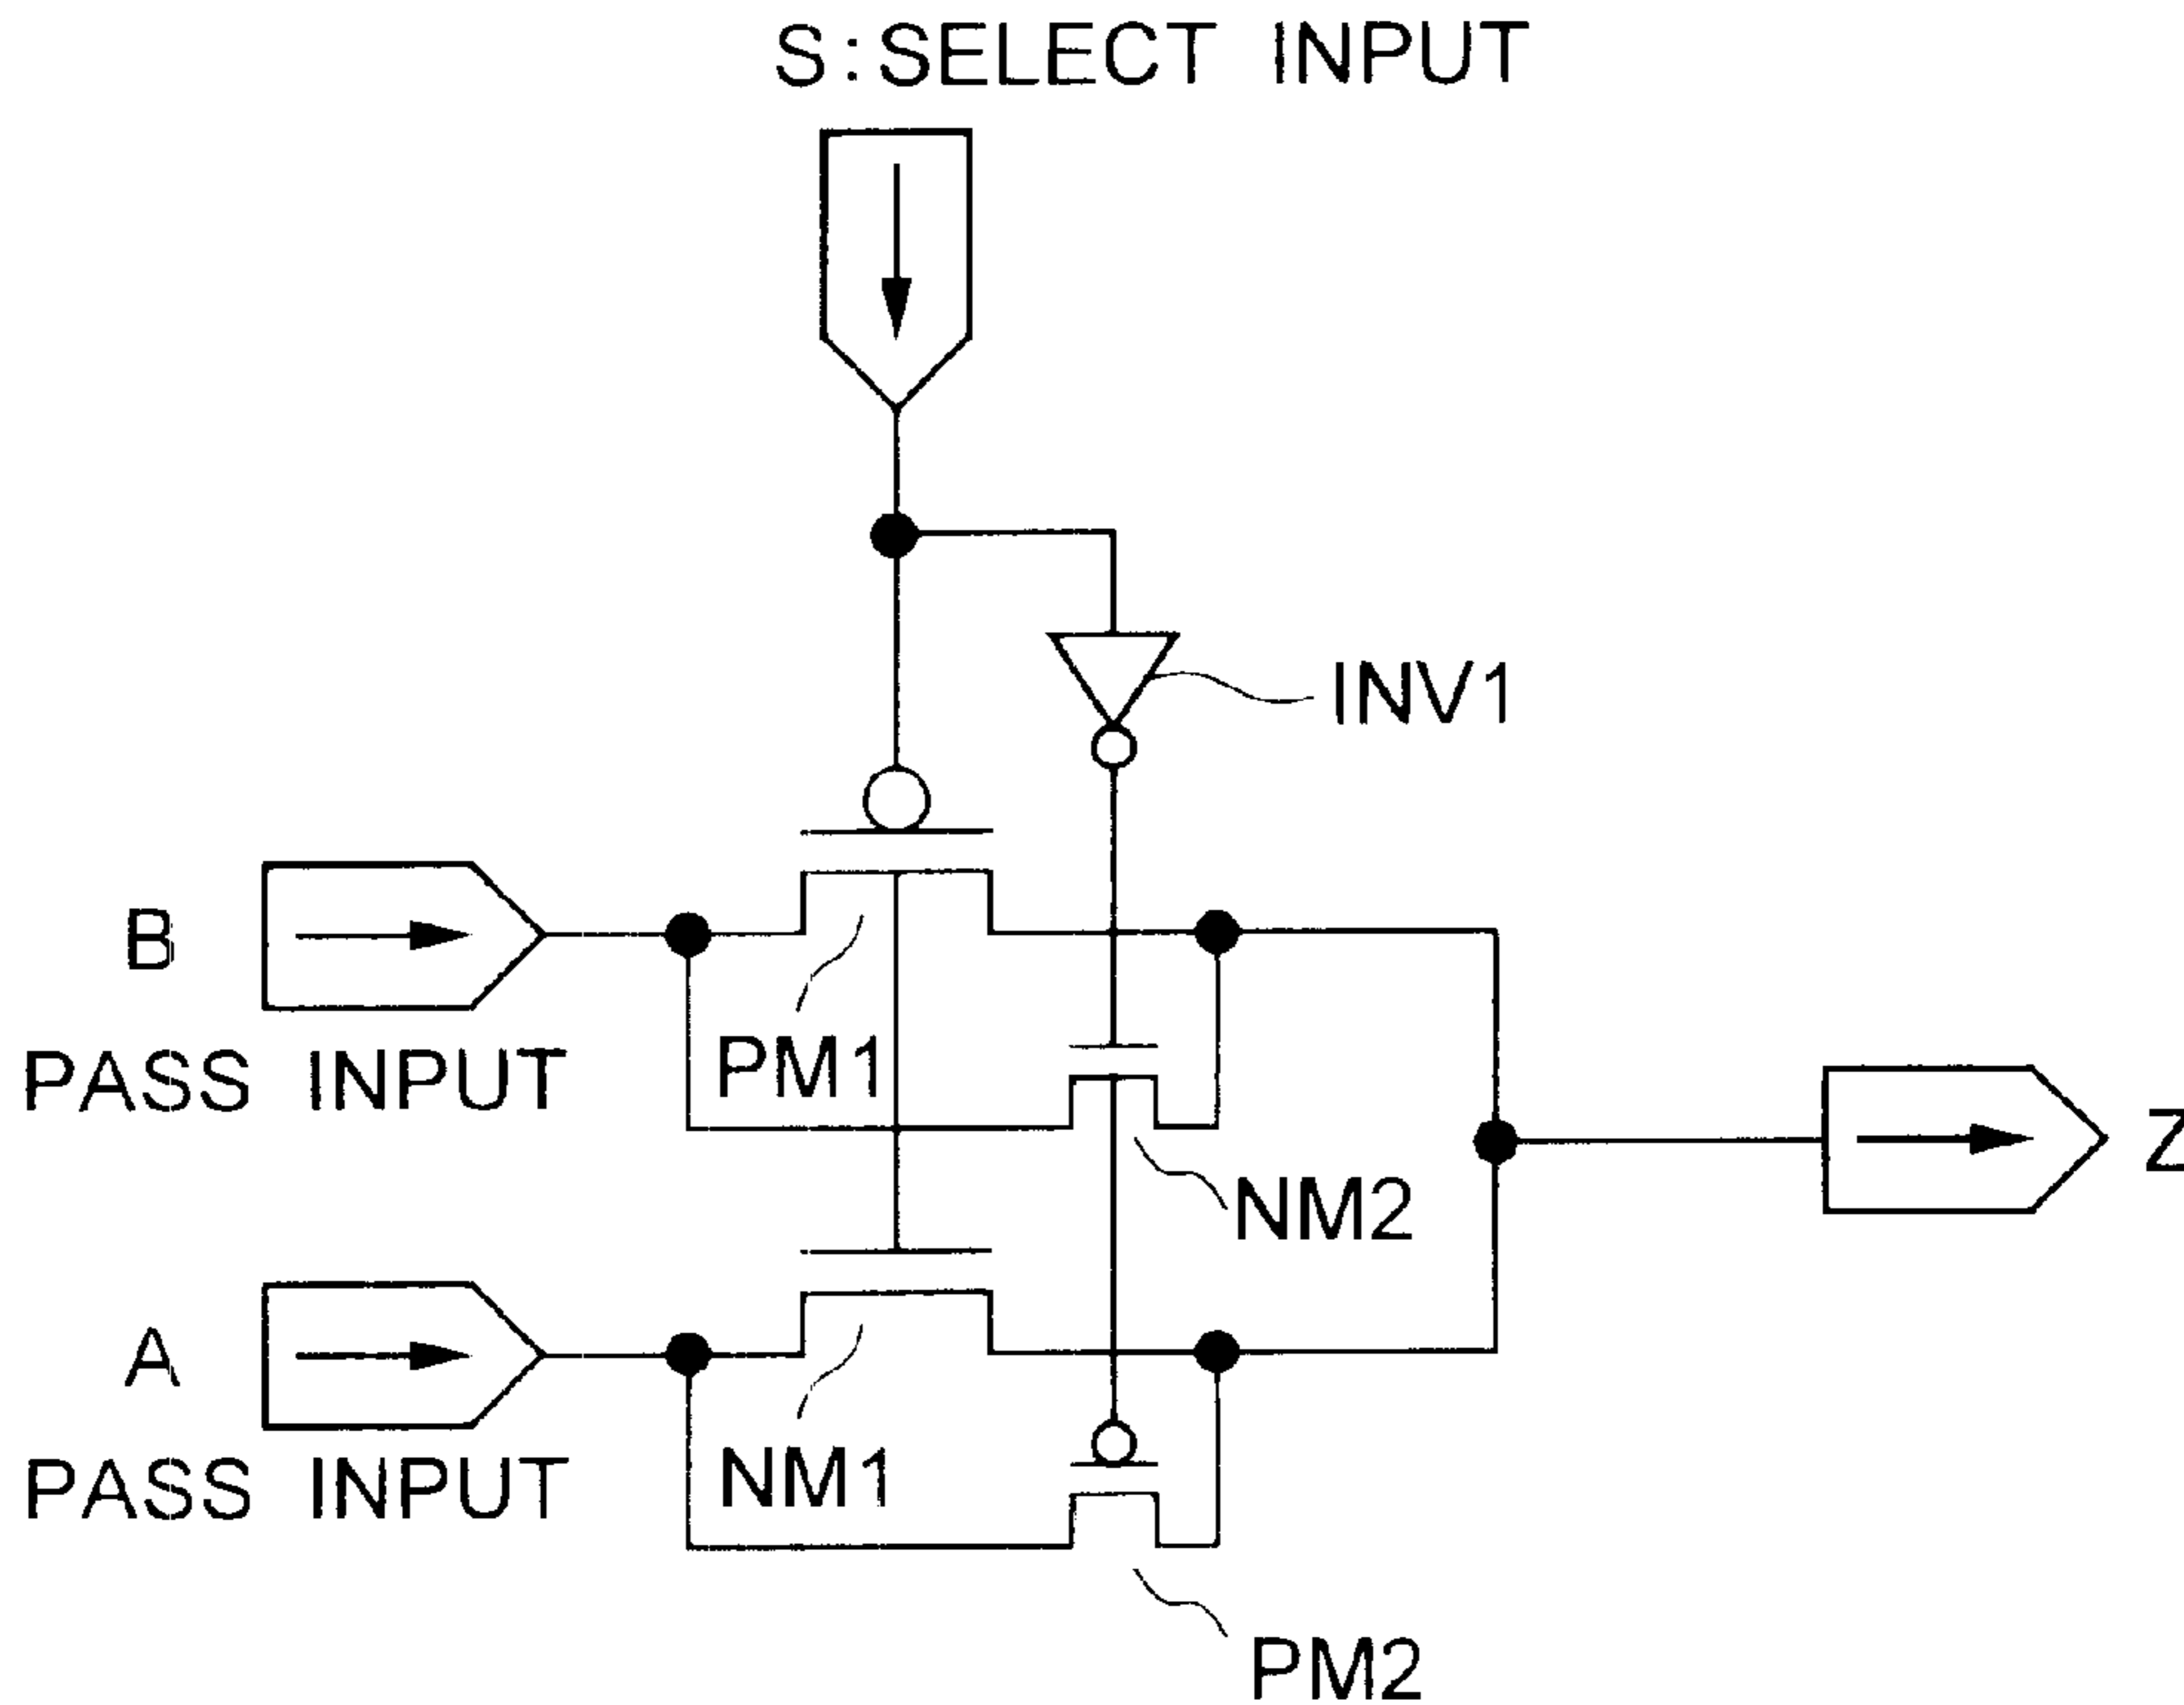 S:SELECT INPUT
INV1
B
PASS INPUT
PM1
NM2
Z
A
PASS INPUT
NM1
PM2